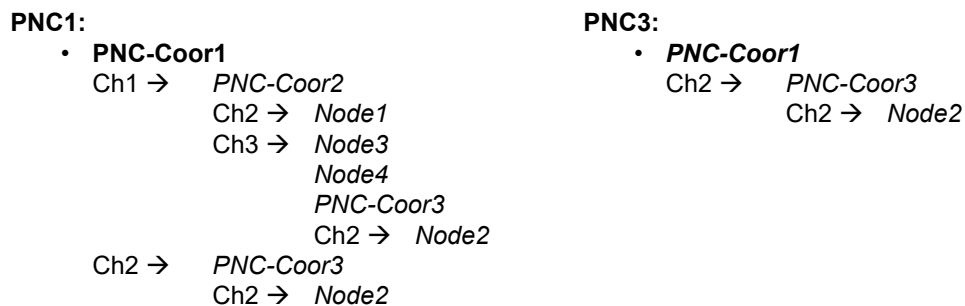 PNC1:
• PNC-Coor1
Ch1 → PNC-Coor2
Ch2 → Node1
Ch3 → Node3
Node4
PNC-Coor3
Ch2 → Node2
Ch2 → PNC-Coor3
Ch2 → Node2
PNC3:
• PNC-Coor1
Ch2 → PNC-Coor3
Ch2 → Node2